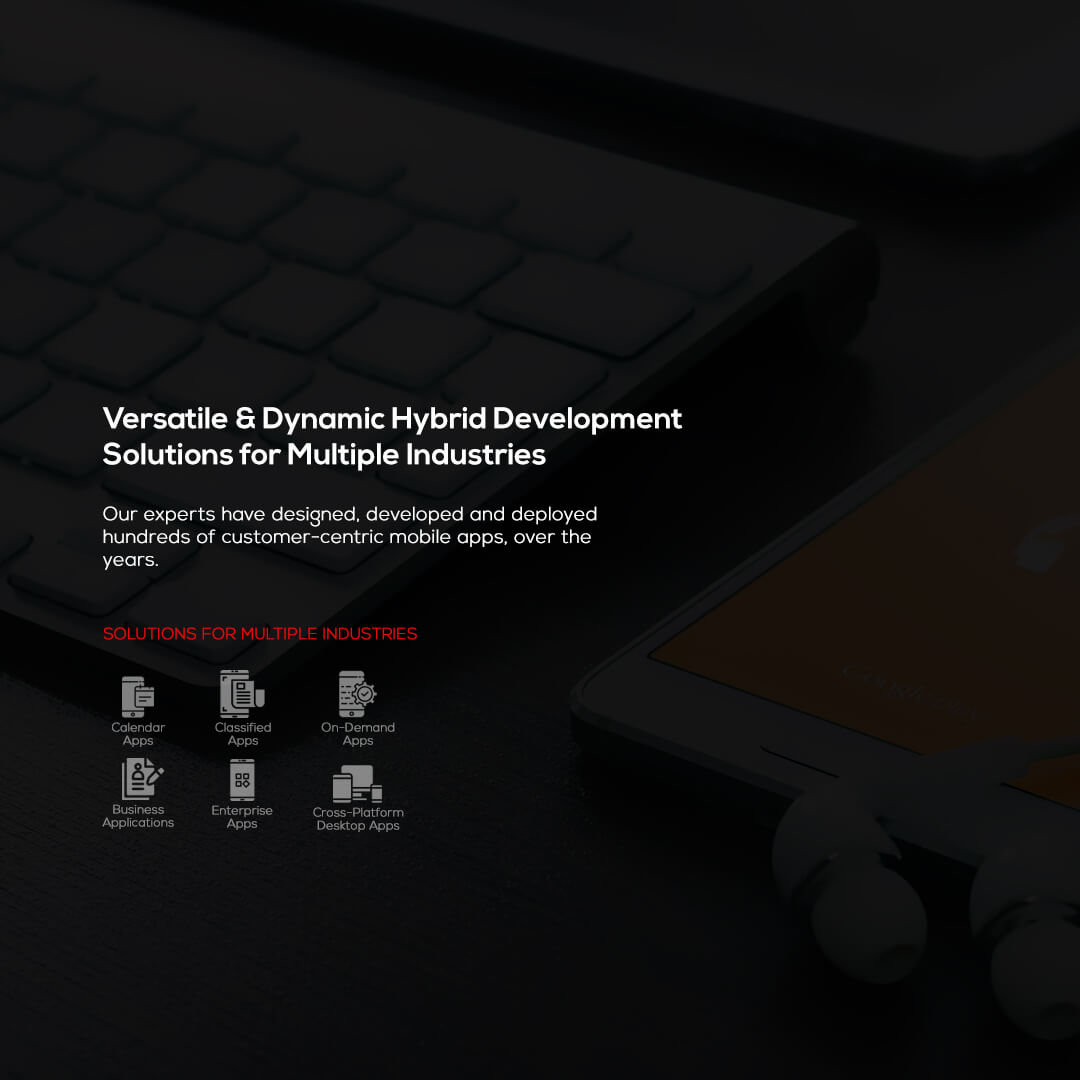 Versatile & Dynamic Hybrid Development
Solutions for Multiple Industries
Our experts have designed, developed and deployed
hundreds of customer-centric mobile apps, over the
years.
SOLUTIONS FOR MULTIPLE INDUSTRIES
Calendar
Apps
Classified
Apps
On-Demand
Apps
Business
Applications
Enterprise
Apps
Cross-Platform
Desktop Apps